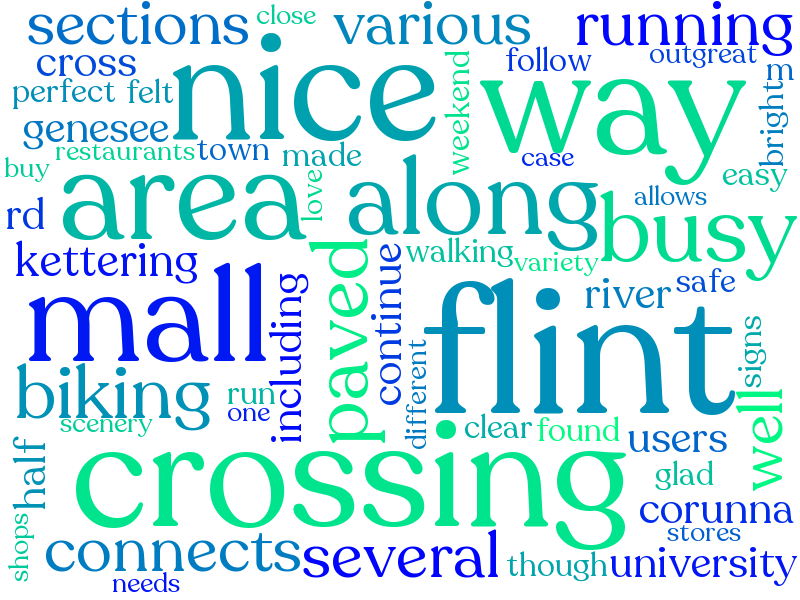 close
sections
various
running
cross
follow
outgreat
m
perfect
felt
nice
way
weekend
bright
genesee
restaurants
town
made
case
buy
love
easy
area
along
allows
rd
busy
kettering
walking
variety
paved
continue
river
safe
mall
including
flint
signs
biking
run
one
different
scenery
clear
found
users
well
half
crossing
glad
corunna
stores
shops
connects
several
though
university
needs